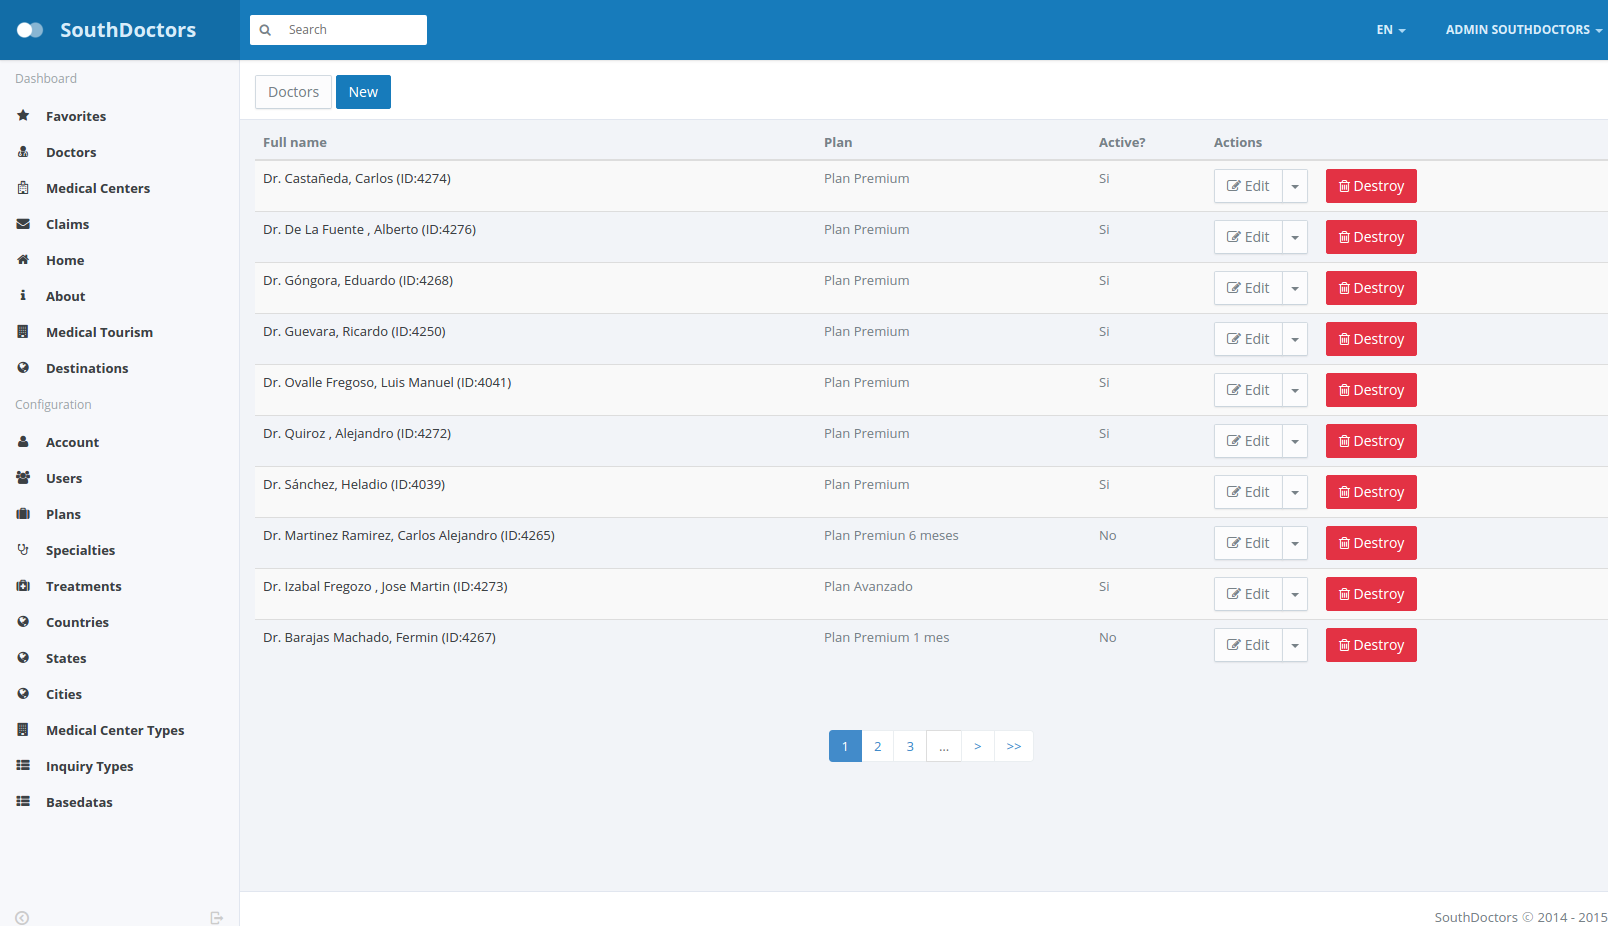 SouthDoctors
Search
EN
ADMIN SOUTHDOCTORS
Dashboard
Favorites
Doctors
Medical Centers
Claims
Home
About
Medical Tourism
Destinations
Configuration
Account
Users
Plans
Specialties
Treatments
Countries
States
Cities
Medical Center Types
Inquiry Types
Basedatas
Doctors New
Full name Plan Active? Actions
Dr. Castañeda, Carlos (ID:4274) Plan Premium Si Edit Destroy
Dr. De La Fuente , Alberto (ID:4276) Plan Premium Si Edit Destroy
Dr. Góngora, Eduardo (ID:4268) Plan Premium Si Edit Destroy
Dr. Guevara, Ricardo (ID:4250) Plan Premium Si Edit Destroy
Dr. Ovalle Fregoso, Luis Manuel (ID:4041) Plan Premium Si Edit Destroy
Dr. Quiroz , Alejandro (ID:4272) Plan Premium Si Edit Destroy
Dr. Sánchez, Heladio (ID:4039) Plan Premium Si Edit Destroy
Dr. Martinez Ramirez, Carlos Alejandro (ID:4265) Plan Premiun 6 meses No Edit Destroy
Dr. Izabal Fregozo , Jose Martin (ID:4273) Plan Avanzado Si Edit Destroy
Dr. Barajas Machado, Fermin (ID:4267) Plan Premium 1 mes No Edit Destroy
1 2 3 ... > >>
SouthDoctors © 2014 - 2015